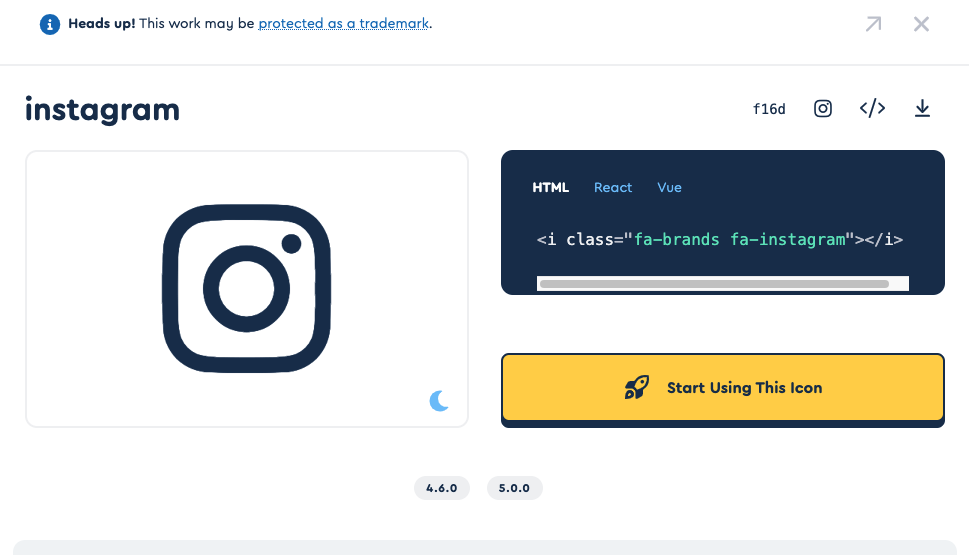 Heads up! This work may be protected as a trademark.
instagram
f16d
HTML React Vue
<i class="fa-brands fa-instagram"></i>
Start Using This Icon
4.6.0 5.0.0